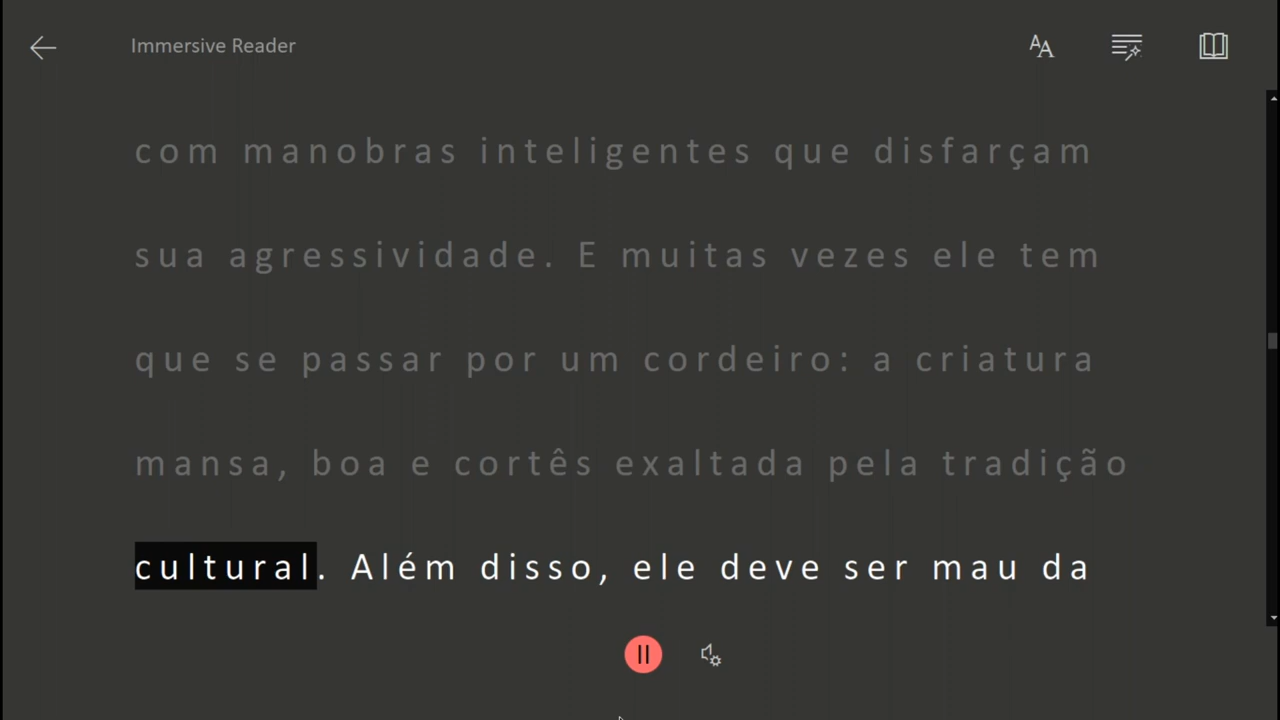 Immersive Reader
com manobras inteligentes que disfarçam
sua agressividade. E muitas vezes ele tem
que se passar por um cordeiro: a criatura
mansa, boa e cortês exaltada pela tradição
cultural. Além disso, ele deve ser mau da